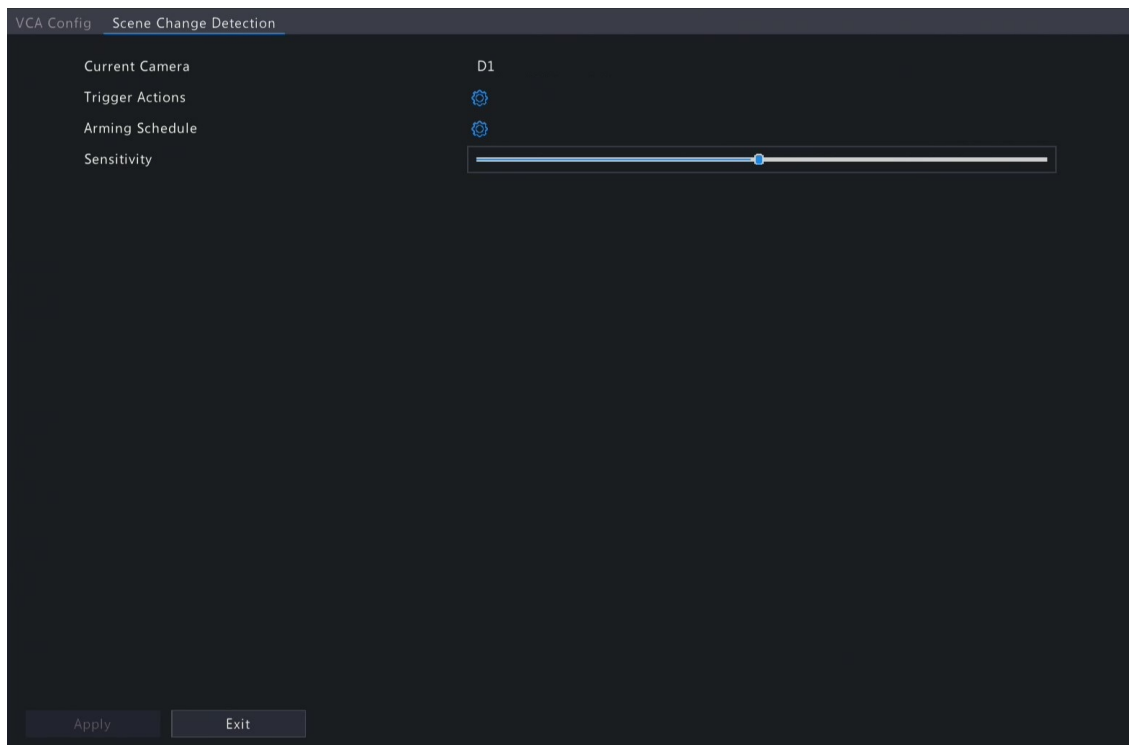 VCA Config Scene Change Detection
Current Camera D1
Trigger Actions
Arming Schedule
Sensitivity
Apply Exit